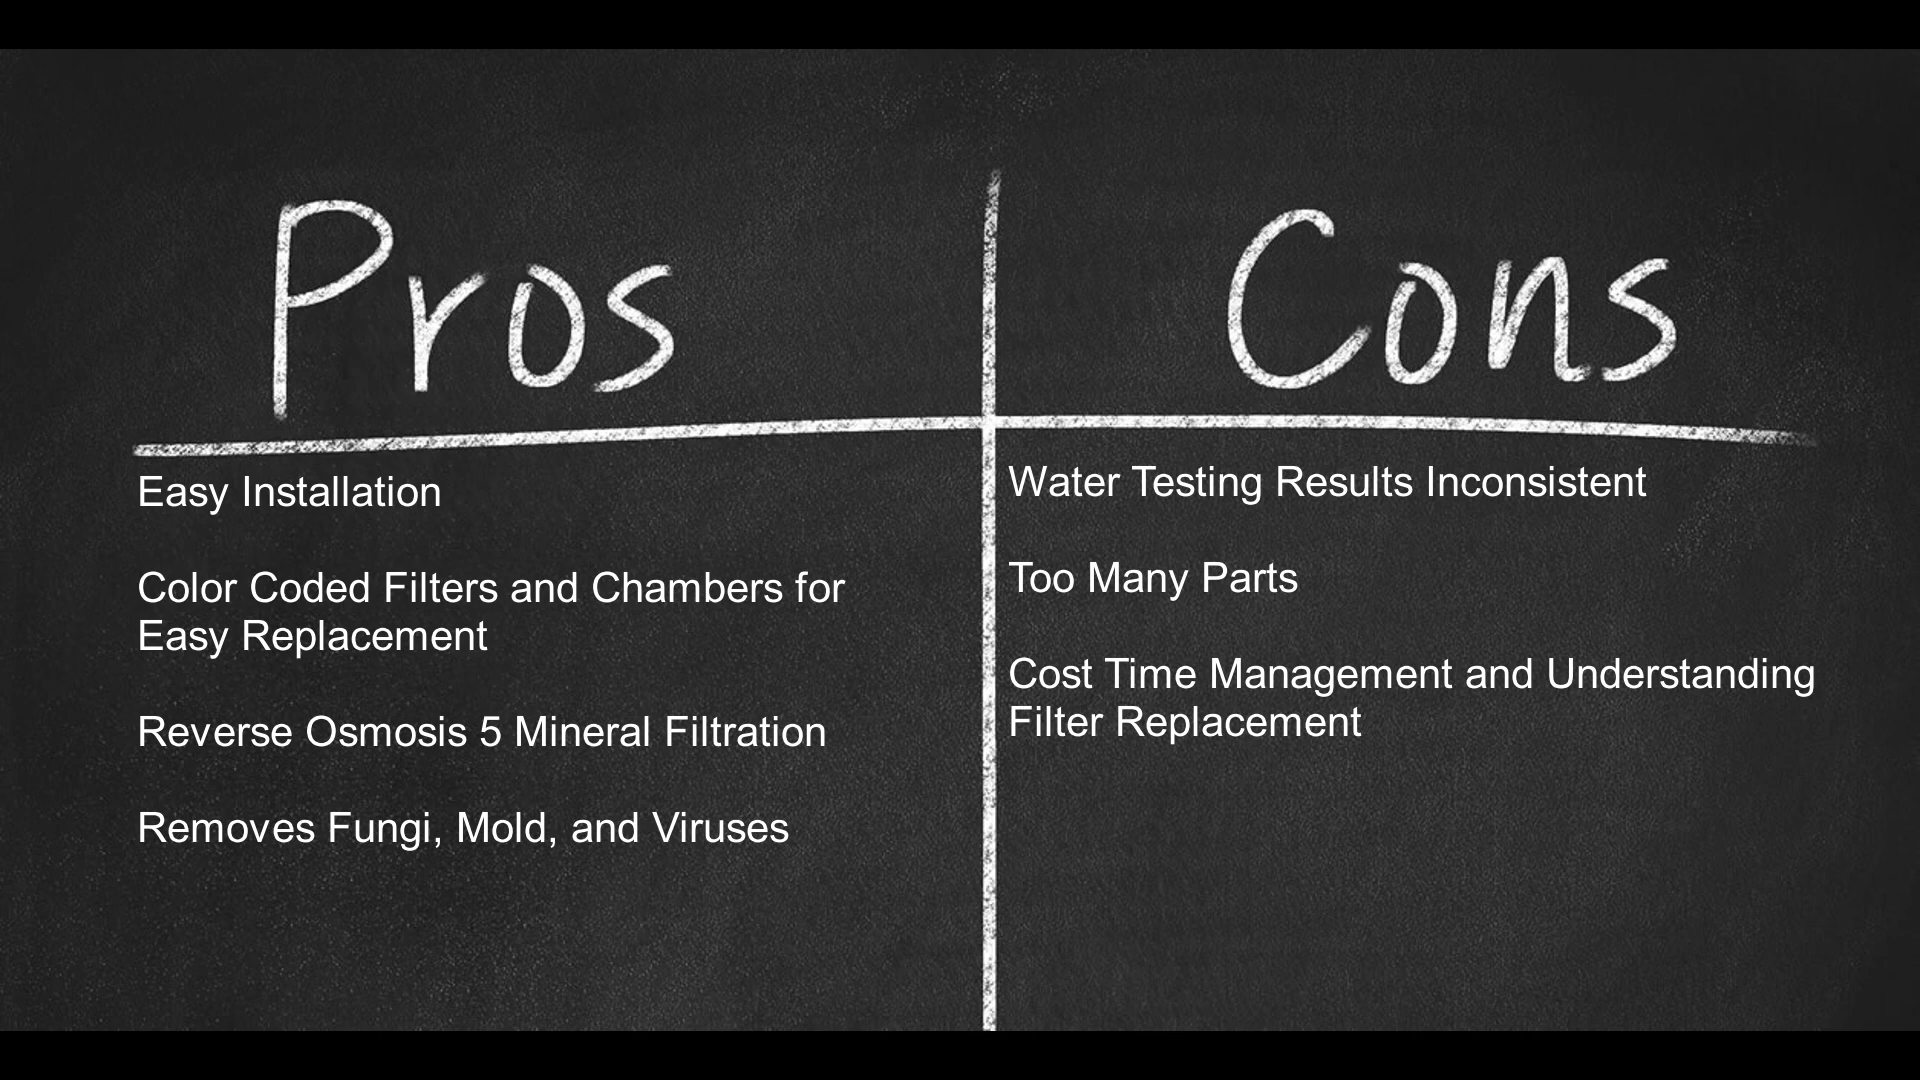 Pros
Easy Installation
Color Coded Filters and Chambers for
Easy Replacement
Reverse Osmosis 5 Mineral Filtration
Removes Fungi, Mold, and Viruses
Cons
Water Testing Results Inconsistent
Too Many Parts
Cost Time Management and Understanding
Filter Replacement